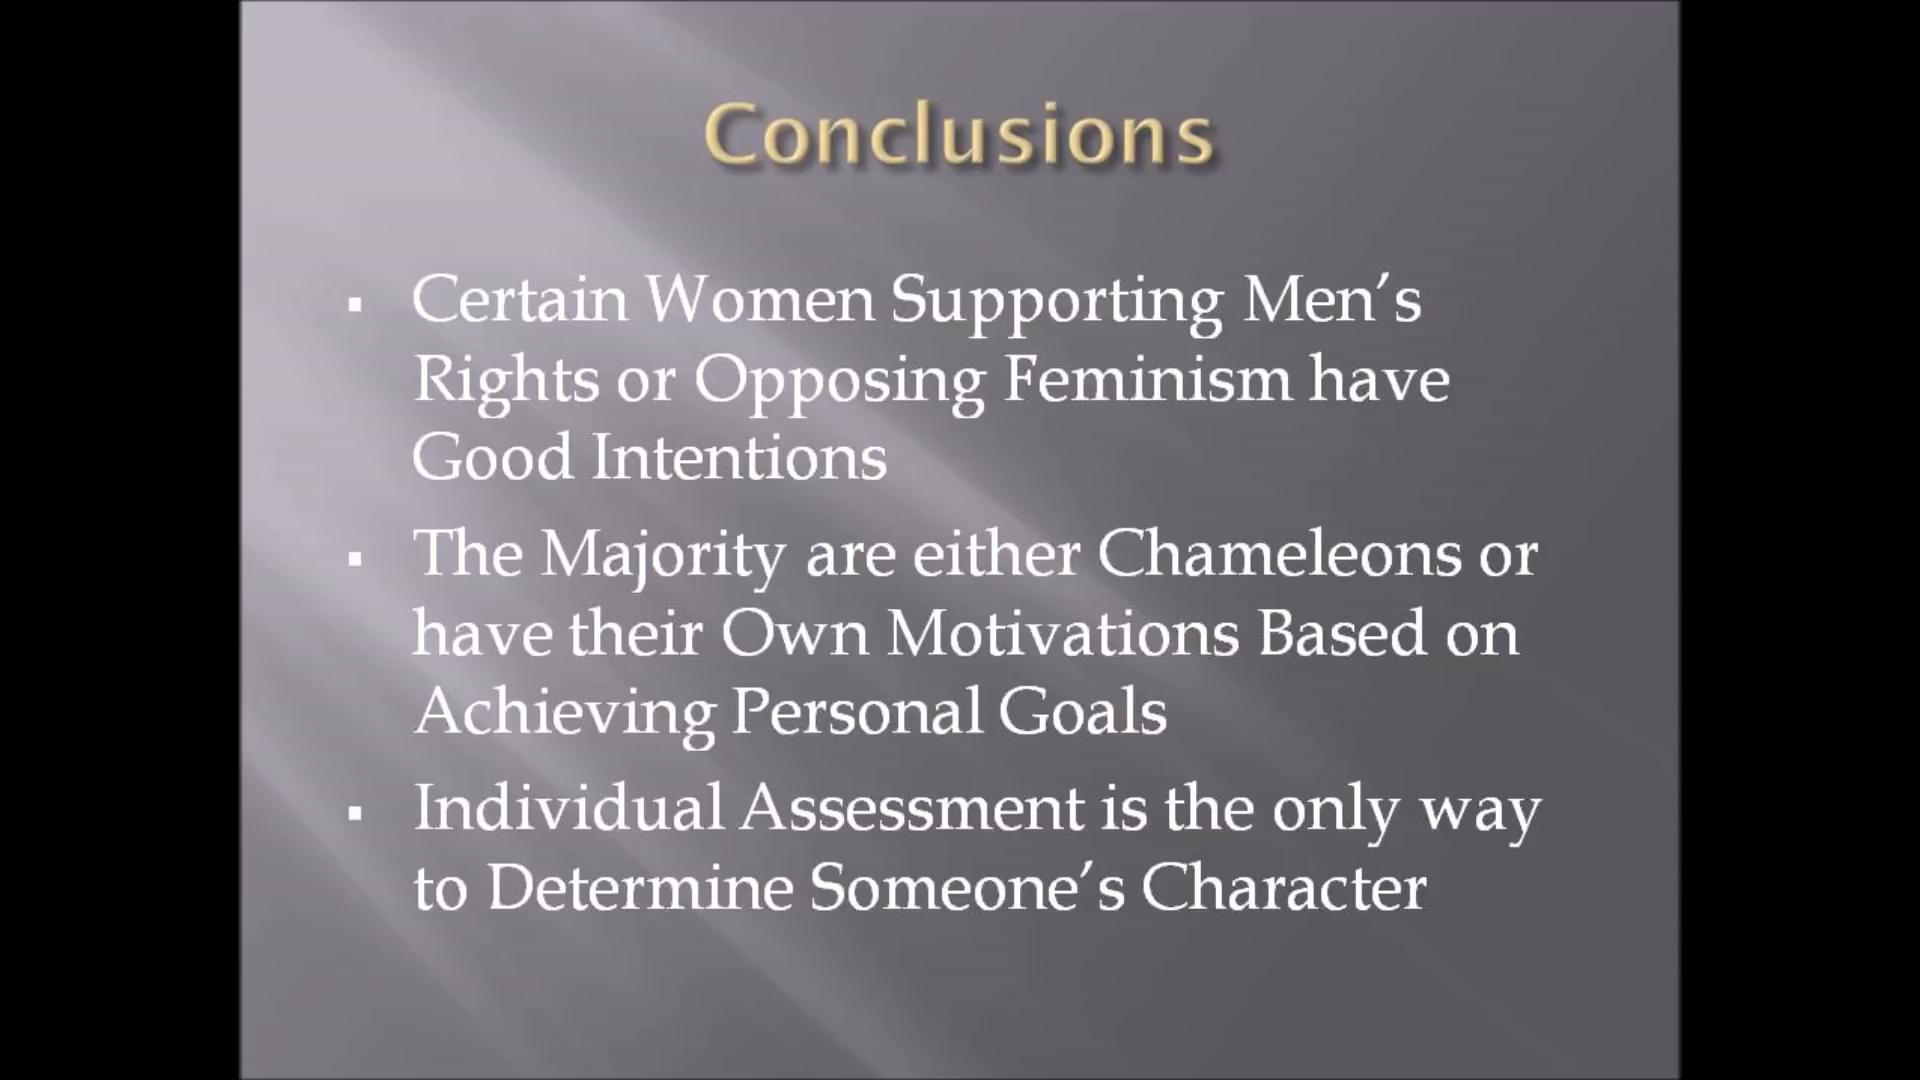 Conclusions
▪ Certain Women Supporting Men’s
Rights or Opposing Feminism have
Good Intentions
▪ The Majority are either Chameleons or
have their Own Motivations Based on
Achieving Personal Goals
▪ Individual Assessment is the only way
to Determine Someone’s Character